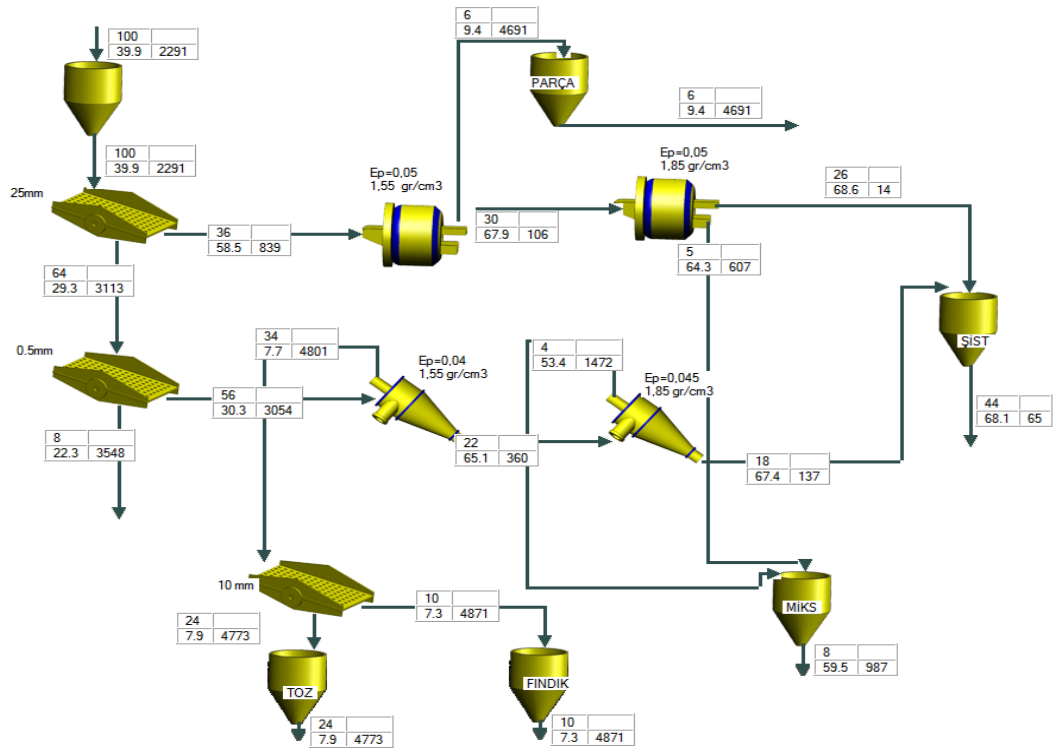 6
9.4 4691
100
39.9 2291
PARÇA
6
9.4 4691
100
39.9 2291
Ep=0,05
1,85 gr/cm3
Ep=0,05
1,55 gr/cm3
26
68.6 14
25mm
30
67.9 106
36
58.5 839
5
64.3 607
64
29.3 3113
34
7.7 4801
4
53.4 1472
ŞİST
0.5mm
Ep=0,04
1,55 gr/cm3
Ep=0,045
1,85 gr/cm3
56
30.3 3054
44
68.1 65
8
22.3 3548
22
65.1 360
18
67.4 137
10 mm
10
7.3 4871
MİKS
24
7.9 4773
8
59.5 987
TOZ
FINDIK
24
7.9 4773
10
7.3 4871